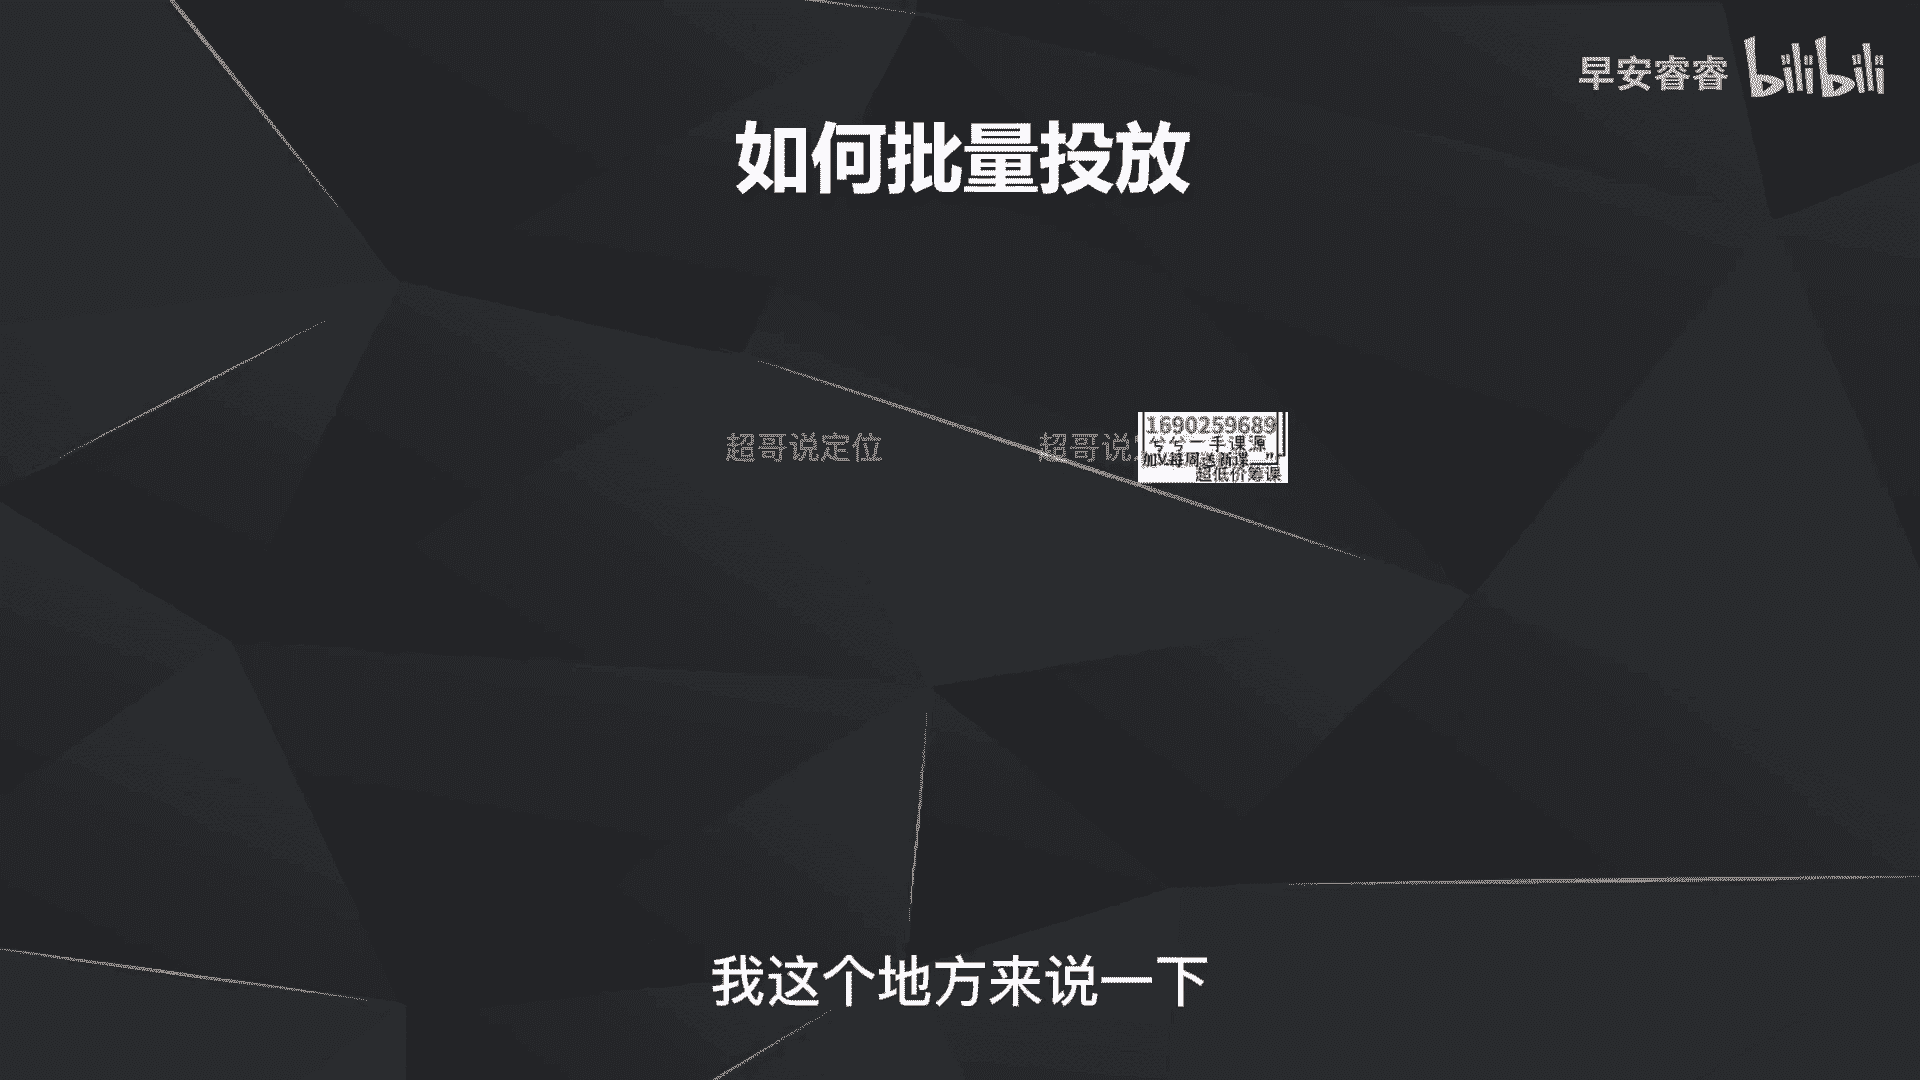 早安睿睿 bilibili
如何批量投放
超哥说定位 超哥说
1690259689
兮兮一手课源
加V每周送新课
超低价筹课
我这个地方来说一下